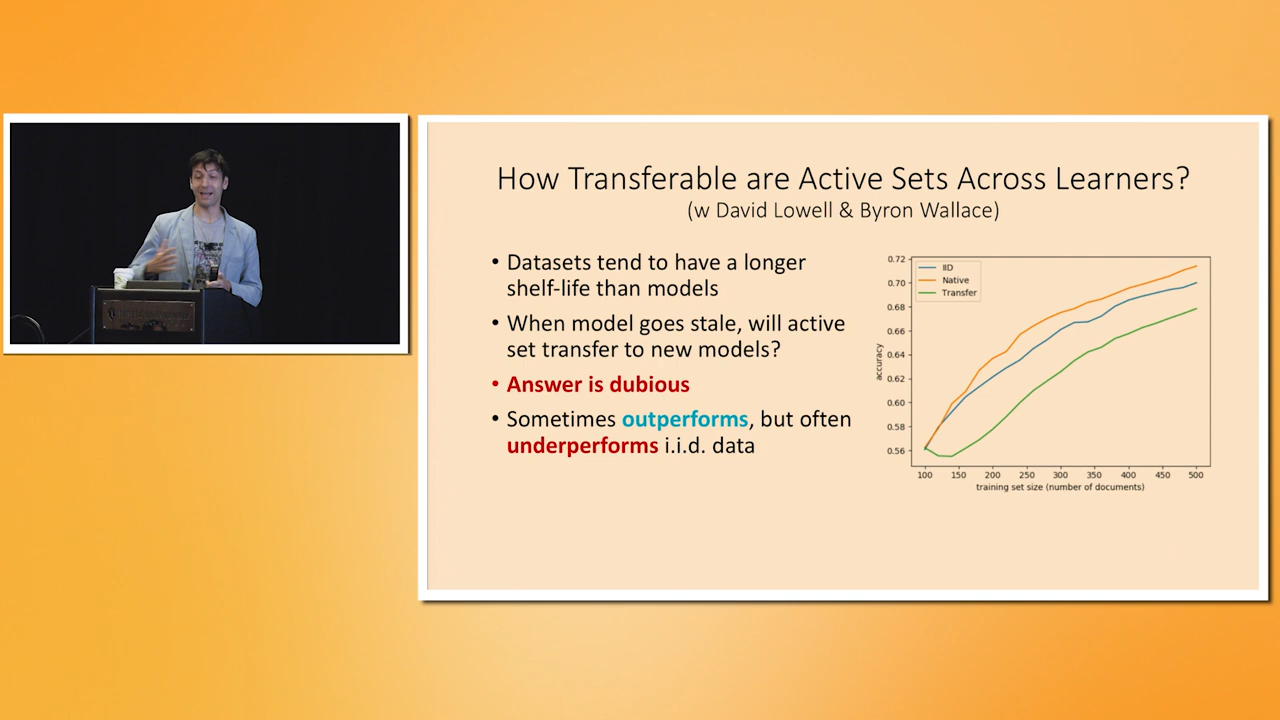 How Transferable are Active Sets Across Learners?
(w David Lowell & Byron Wallace)
• Datasets tend to have a longer
shelf-life than models
• When model goes stale, will active
set transfer to new models?
• Answer is dubious
• Sometimes outperforms, but often
underperforms i.i.d. data
IID
Native
Transfer
0.72
0.70
0.68
0.66
0.64
0.62
0.60
0.58
0.56
accuracy
100 150 200 250 300 350 400 450 500
training set size (number of documents)